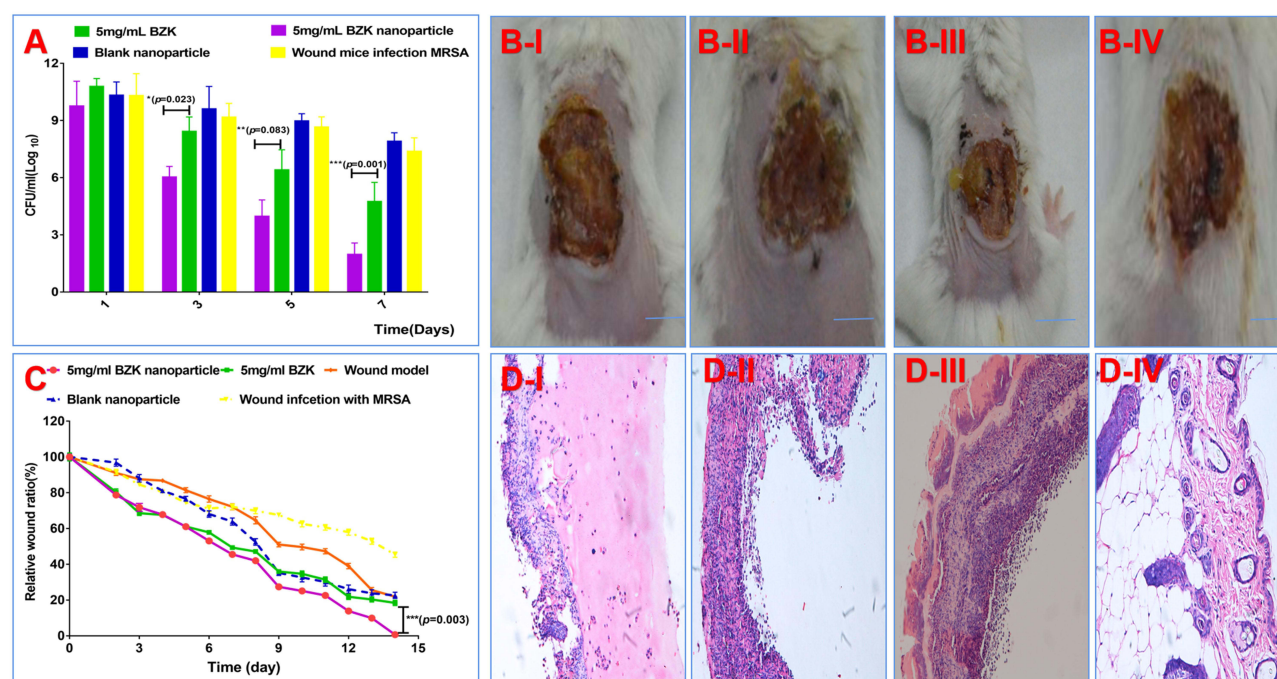 A
5mg/mL BZK
5mg/mL BZK nanoparticle
Blank nanoparticle
Wound mice infection MRSA
CFU/ml(Log 10)
12
9
6
3
0
*(p=0.023)
**(p=0.083)
***(p=0.001)
1
3
5
7
Time(Days)
B-I
B-II
B-III
B-IV
C
5mg/ml BZK nanoparticle
5mg/ml BZK
Wound model
Blank nanoparticle
Wound infcetion with MRSA
Relative wound ratio(%)
120
100
80
60
40
20
0
***(p=0.003)
0
3
6
9
12
15
Time (day)
D-I
D-II
D-III
D-IV